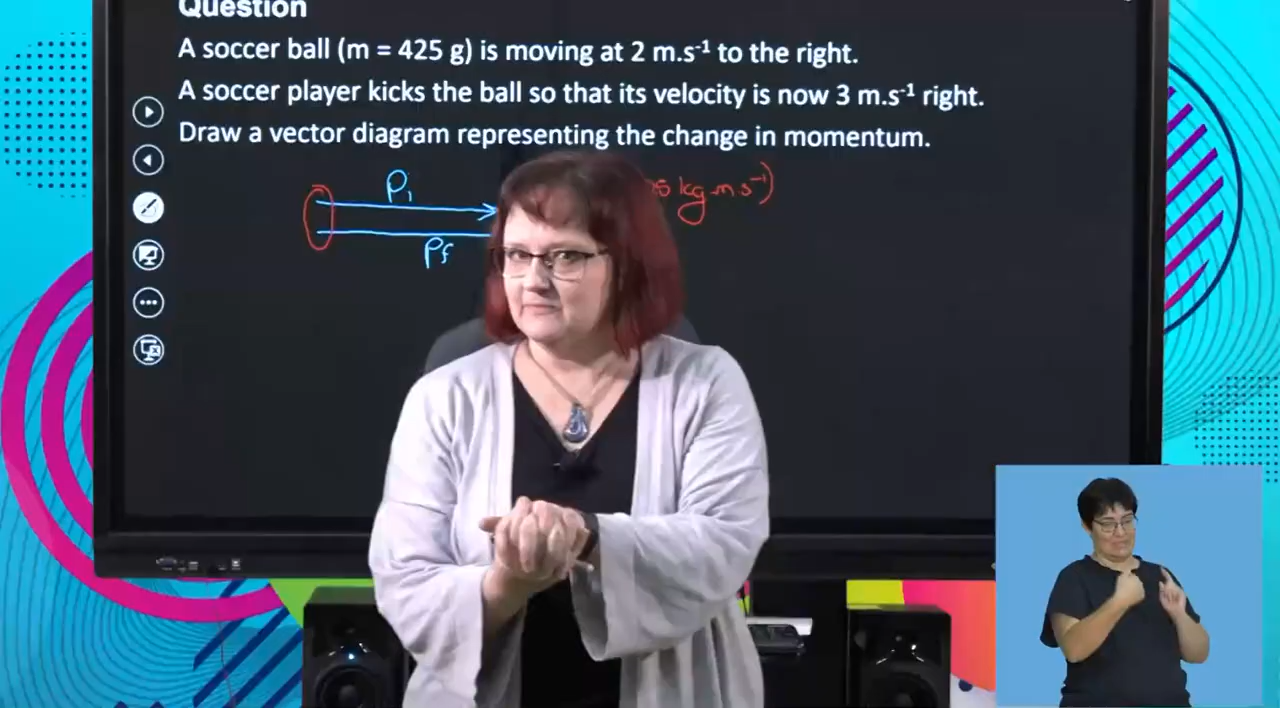 Question
A soccer ball (m = 425 g) is moving at 2 m.s⁻¹ to the right.
A soccer player kicks the ball so that its velocity is now 3 m.s⁻¹ right.
Draw a vector diagram representing the change in momentum.
Pᵢ
kg m s⁻¹)
Pf